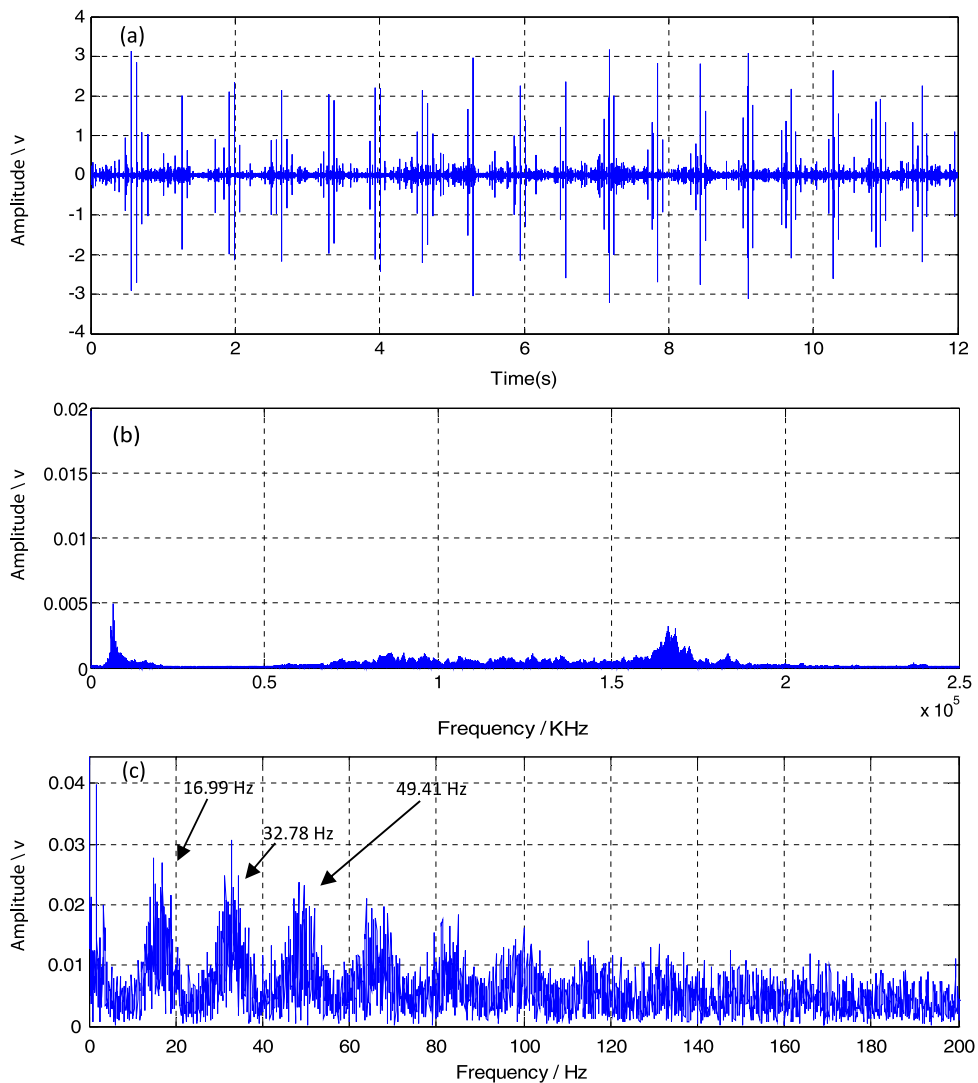 (a)
4
3
2
1
0
-1
-2
-3
-4
Amplitude \ v
0 2 4 6 8 10 12
Time(s)
(b)
0.02
0.015
0.01
0.005
0
Amplitude \ v
0 0.5 1 1.5 2 2.5
x 10^5
Frequency / KHz
(c)
16.99 Hz
49.41 Hz
32.78 Hz
0.04
0.03
0.02
0.01
0
Amplitude \ v
0 20 40 60 80 100 120 140 160 180 200
Frequency / Hz